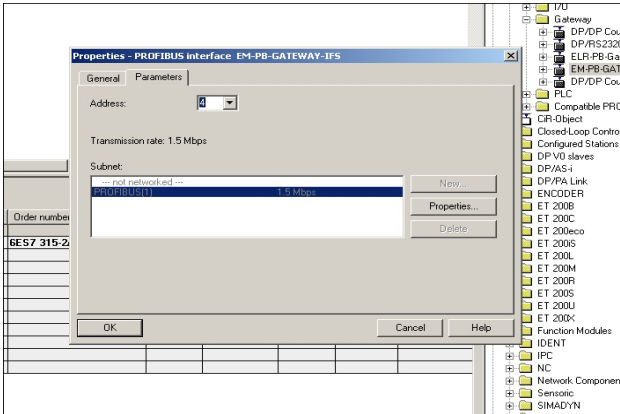 Properties - PROFIBUS interface EM-PB-GATEWAY-IFS
General
Parameters
Address:
4
Transmission rate: 1.5 Mbps
Subnet:
--- not networked ---
PROFIBUS(1) 1.5 Mbps
New...
Properties...
Delete
OK
Cancel
Help
Order number
6ES7 315-2
I/O
Gateway
DP/DP Cou
DP/RS232
ELR-PB-Ga
EM-PB-GAT
DP/DP Cou
PLC
Compatible PRO
CiR-Object
Closed-Loop Contro
Configured Stations
DP V0 slaves
DP/AS-i
DP/PA Link
ENCODER
ET 200B
ET 200C
ET 200eco
ET 200iS
ET 200L
ET 200M
ET 200R
ET 200S
ET 200U
ET 200X
Function Modules
IDENT
IPC
NC
Network Componen
Sensoric
SIMADYN